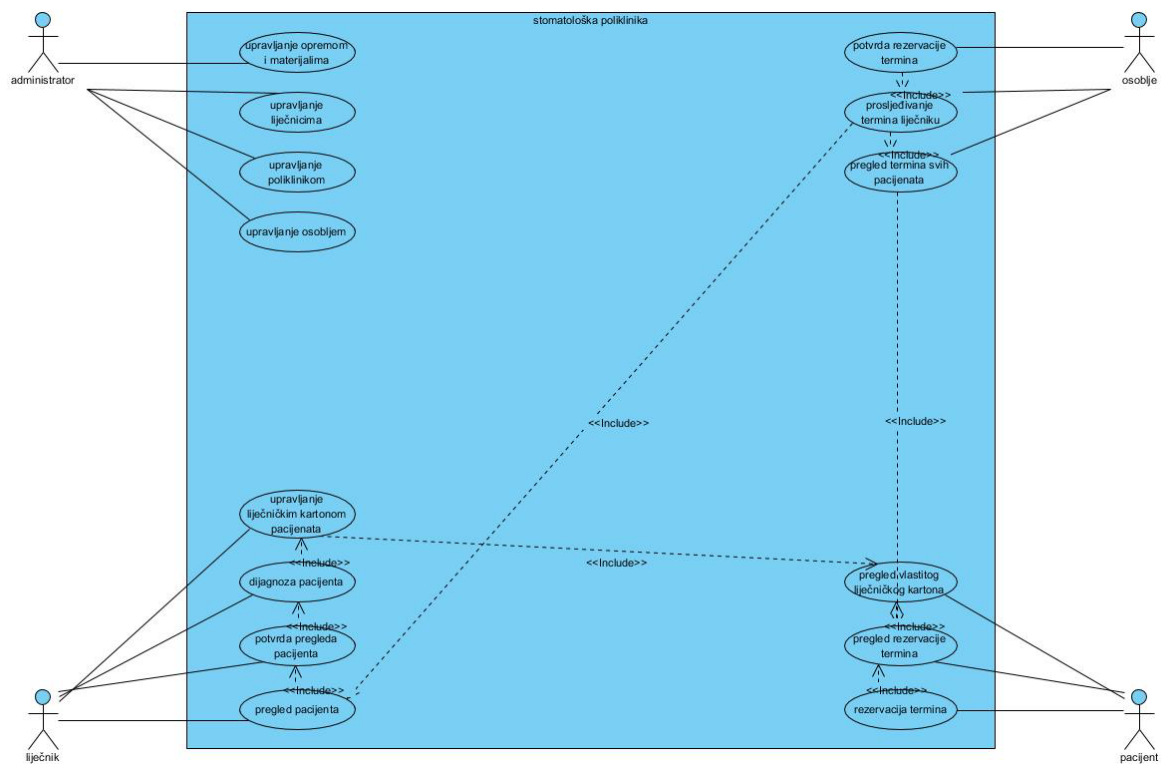 stomatološka poliklinika
administrator
upravljanje opremom
i materijalima
upravljanje
liječnicima
upravljanje
poliklinikom
upravljanje osobljem
potvrda rezervacije
termina
<<Include>>
prosljeđivanje
termina liječniku
<<Include>>
pregled termina svih
pacijenata
osoblje
<<Include>>
<<Include>>
upravljanje
liječničkim kartonom
pacijenata
<<Include>>
<<Include>>
dijagnoza pacijenta
<<Include>>
potvrda pregleda
pacijenta
<<Include>>
pregled pacijenta
liječnik
pregled vlastitog
liječničkog kartona
<<Include>>
pregled rezervacije
termina
<<Include>>
rezervacija termina
pacijent